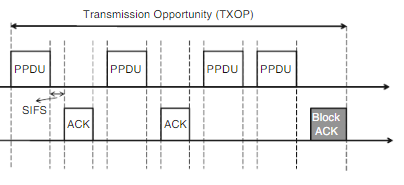 Transmission Opportunity (TXOP)
PPDU PPDU PPDU PPDU
SIFS
ACK ACK Block
ACK